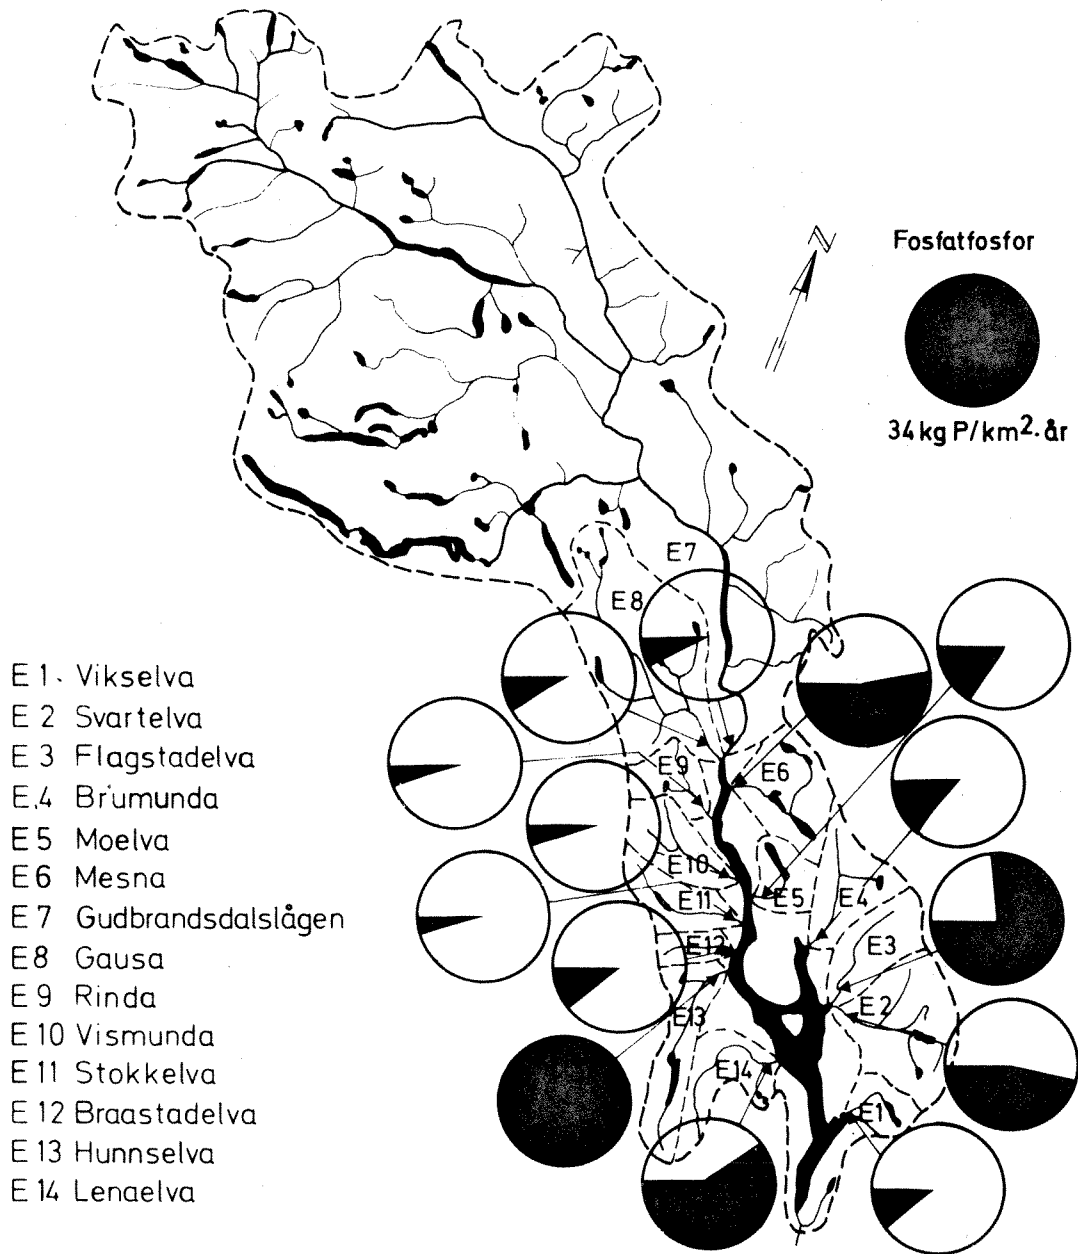 N
Fosfatfosfor
34 kg P/km2. år
E7
E8
E 1. Vikselva
E 2 Svartelva
E 3 Flagstadelva
E.4 Br'umunda
E 5 Moelva
E 6 Mesna
E 7 Gudbrandsdalslågen
E 8 Gausa
E 9 Rinda
E 10 Vismunda
E 11 Stokkelva
E 12 Braastadelva
E 13 Hunnselva
E 14 Lenaelva
E9
E6
E10
E5
E4
E11
E12
E3
E2
E13
E14
E1